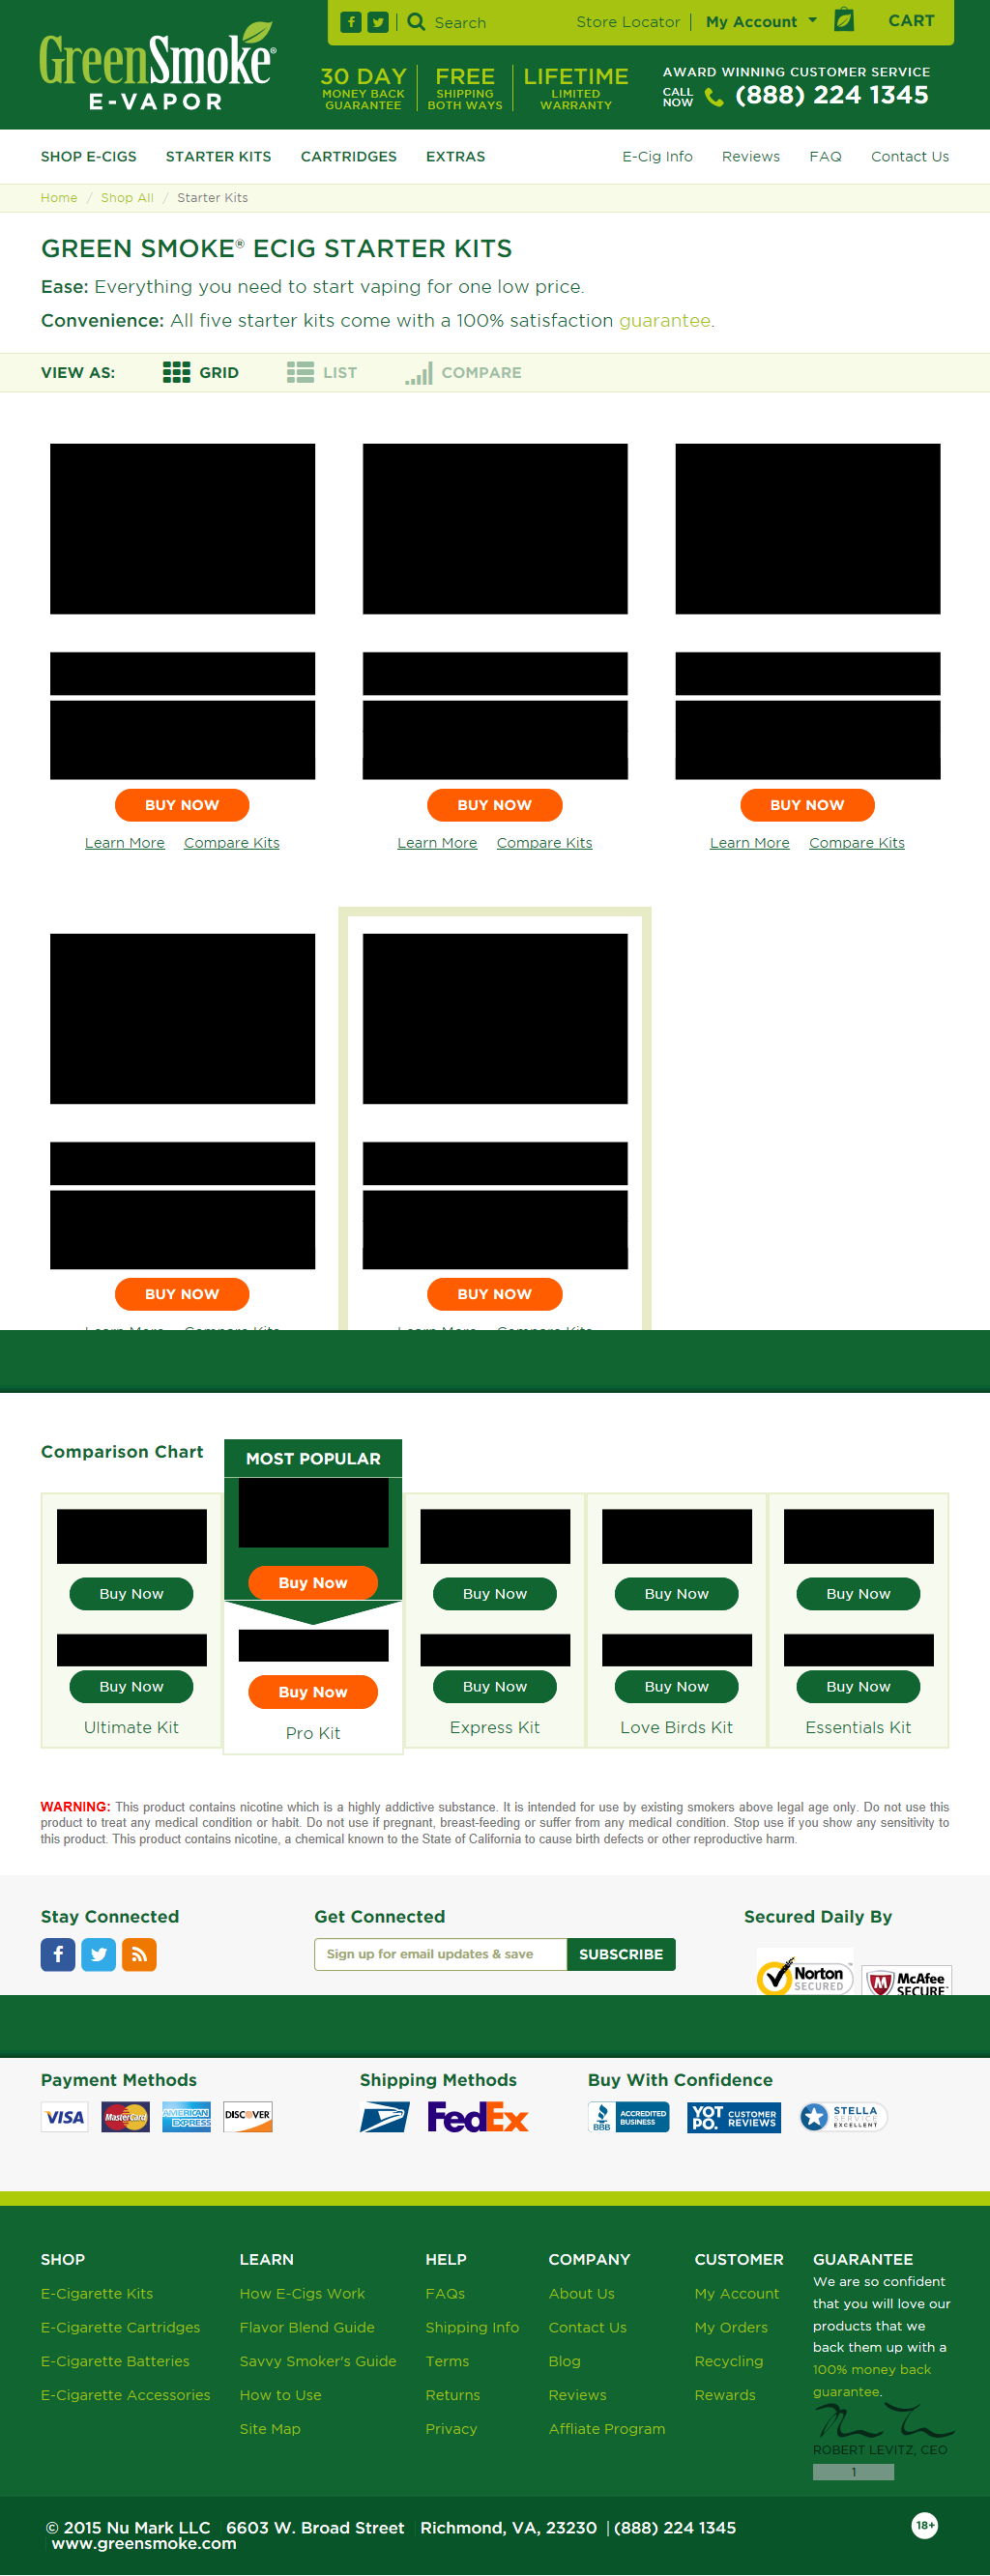 Search
Store Locator
My Account
CART
GreenSmoke®
E-VAPOR
30 DAY
MONEY BACK
GUARANTEE
FREE
SHIPPING
BOTH WAYS
LIFETIME
LIMITED
WARRANTY
AWARD WINNING CUSTOMER SERVICE
CALL
NOW
(888) 224 1345
SHOP E-CIGS STARTER KITS CARTRIDGES EXTRAS E-Cig Info Reviews FAQ Contact Us
Home / Shop All / Starter Kits
GREEN SMOKE® ECIG STARTER KITS
Ease: Everything you need to start vaping for one low price.
Convenience: All five starter kits come with a 100% satisfaction guarantee.
VIEW AS: GRID LIST COMPARE
BUY NOW BUY NOW BUY NOW
Learn More Compare Kits Learn More Compare Kits Learn More Compare Kits
BUY NOW BUY NOW
Learn More Compare Kits Learn More Compare Kits
Comparison Chart
MOST POPULAR
Buy Now Buy Now Buy Now Buy Now Buy Now
Buy Now Buy Now Buy Now Buy Now Buy Now
Ultimate Kit Pro Kit Express Kit Love Birds Kit Essentials Kit
WARNING: This product contains nicotine which is a highly addictive substance. It is intended for use by existing smokers above legal age only. Do not use this
product to treat any medical condition or habit. Do not use if pregnant, breast-feeding or suffer from any medical condition. Stop use if you show any sensitivity to
this product. This product contains nicotine, a chemical known to the State of California to cause birth defects or other reproductive harm.
Stay Connected
Get Connected
Sign up for email updates & save SUBSCRIBE
Secured Daily By
Norton
SECURED
McAfee
SECURE
Payment Methods
VISA MasterCard AMERICAN EXPRESS DISCOVER
Shipping Methods
FedEx
Buy With Confidence
BBB
ACCREDITED
BUSINESS
YOT
PO.
CUSTOMER
REVIEWS
STELLA
SERVICE
EXCELLENT
SHOP
E-Cigarette Kits
E-Cigarette Cartridges
E-Cigarette Batteries
E-Cigarette Accessories
LEARN
How E-Cigs Work
Flavor Blend Guide
Savvy Smoker's Guide
How to Use
Site Map
HELP
FAQs
Shipping Info
Terms
Returns
Privacy
COMPANY
About Us
Contact Us
Blog
Reviews
Affliate Program
CUSTOMER
My Account
My Orders
Recycling
Rewards
GUARANTEE
We are so confident
that you will love our
products that we
back them up with a
100% money back
guarantee.
ROBERT LEVITZ, CEO
1
© 2015 Nu Mark LLC 6603 W. Broad Street Richmond, VA, 23230 | (888) 224 1345
www.greensmoke.com
18+